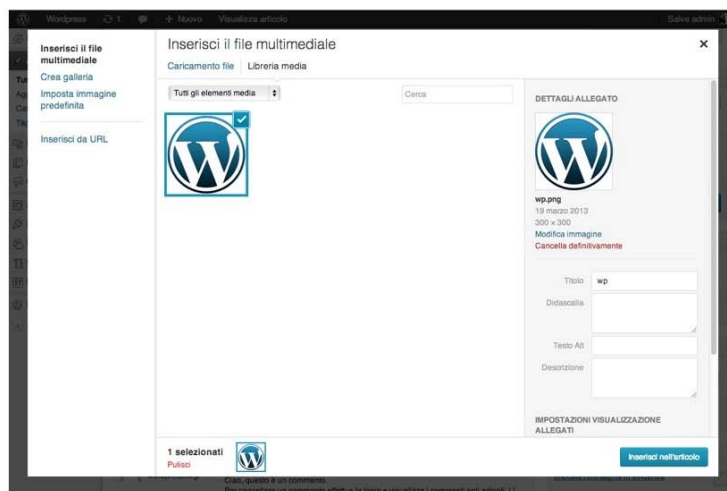 Wordpress 1 + Nuovo Visualizza articolo Salve admin
Inserisci il file
multimediale
Crea galleria
Imposta immagine
predefinita
Inserisci da URL
Inserisci il file multimediale
Caricamento file Libreria media
Tutti gli elementi media Cerca
DETTAGLI ALLEGATO
wp.png
19 marzo 2013
300 × 300
Modifica immagine
Cancella definitivamente
Titolo wp
Didascalia
Testo Alt
Descrizione
IMPOSTAZIONI VISUALIZZAZIONE
ALLEGATI
1 selezionati
Pulisci
Inserisci nell'articolo
Ciao, questo è un commento.